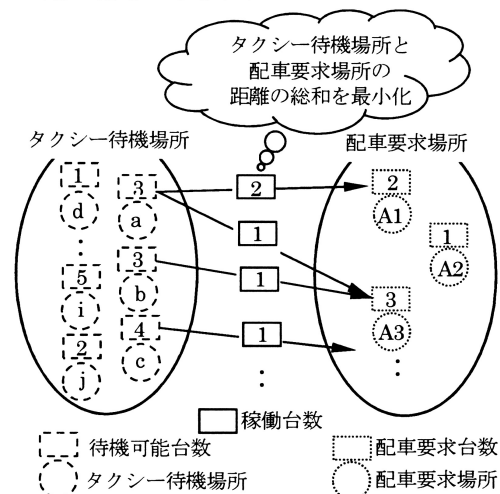 タクシー待機場所と
配車要求場所の
距離の総和を最小化
タクシー待機場所
配車要求場所
1
d
3
a
2
2
A1
1
1
A2
5
i
3
b
1
3
A3
2
j
4
c
1
稼働台数
待機可能台数
配車要求台数
タクシー待機場所
配車要求場所